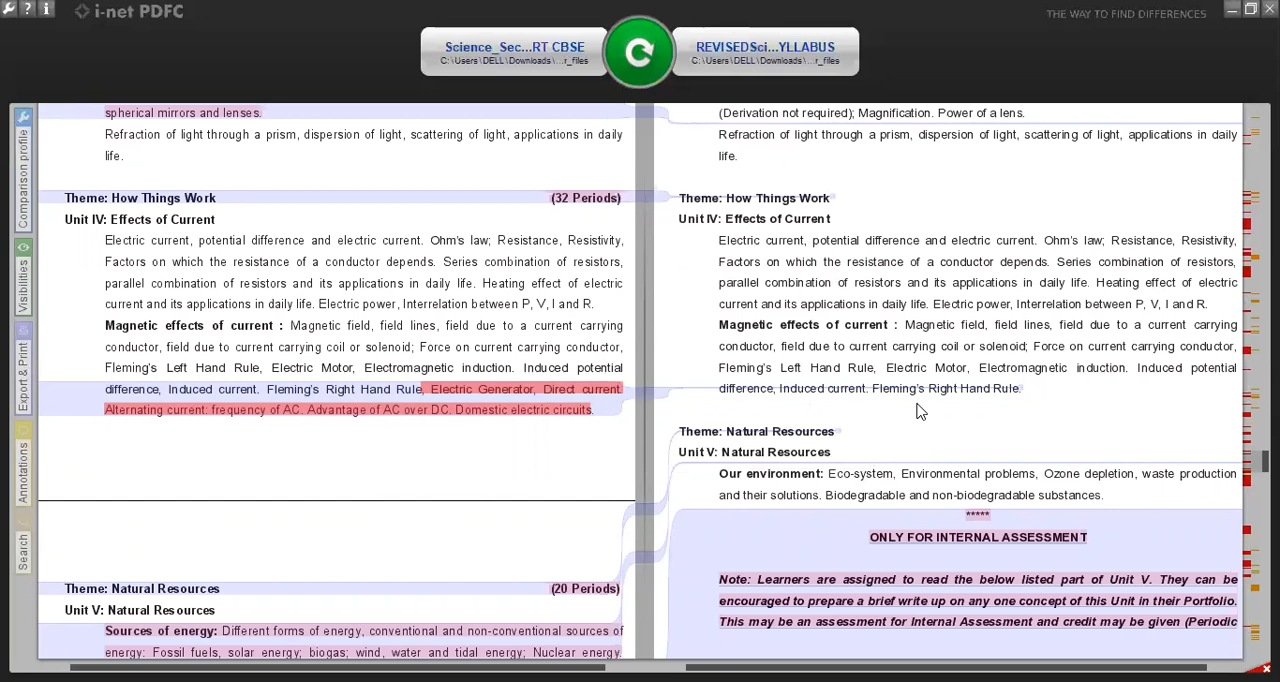 i-net PDFC
THE WAY TO FIND DIFFERENCES
Science_Sec...RT CBSE
C:\Users\DELL\Downloads\...r_files
REVISEDSci...YLLABUS
C:\Users\DELL\Downloads\...r_files
Comparison profile
Visibilities
Export & Print
Annotations
Search
spherical mirrors and lenses.
Refraction of light through a prism, dispersion of light, scattering of light, applications in daily
life.
Theme: How Things Work (32 Periods)
Unit IV: Effects of Current
Electric current, potential difference and electric current. Ohm's law; Resistance, Resistivity,
Factors on which the resistance of a conductor depends. Series combination of resistors,
parallel combination of resistors and its applications in daily life. Heating effect of electric
current and its applications in daily life. Electric power, Interrelation between P, V, I and R.
Magnetic effects of current : Magnetic field, field lines, field due to a current carrying
conductor, field due to current carrying coil or solenoid; Force on current carrying conductor,
Fleming's Left Hand Rule, Electric Motor, Electromagnetic induction. Induced potential
difference, Induced current. Fleming's Right Hand Rule, Electric Generator, Direct current.
Alternating current: frequency of AC. Advantage of AC over DC. Domestic electric circuits.
Theme: Natural Resources (20 Periods)
Unit V: Natural Resources
Sources of energy: Different forms of energy, conventional and non-conventional sources of
energy: Fossil fuels, solar energy; biogas; wind, water and tidal energy; Nuclear energy.
(Derivation not required); Magnification. Power of a lens.
Refraction of light through a prism, dispersion of light, scattering of light, applications in daily
life.
Theme: How Things Work
Unit IV: Effects of Current
Electric current, potential difference and electric current. Ohm's law; Resistance, Resistivity,
Factors on which the resistance of a conductor depends. Series combination of resistors,
parallel combination of resistors and its applications in daily life. Heating effect of electric
current and its applications in daily life. Electric power, Interrelation between P, V, I and R.
Magnetic effects of current : Magnetic field, field lines, field due to a current carrying
conductor, field due to current carrying coil or solenoid; Force on current carrying conductor,
Fleming's Left Hand Rule, Electric Motor, Electromagnetic induction. Induced potential
difference, Induced current. Fleming's Right Hand Rule.
Theme: Natural Resources
Unit V: Natural Resources
Our environment: Eco-system, Environmental problems, Ozone depletion, waste production
and their solutions. Biodegradable and non-biodegradable substances.
*****
ONLY FOR INTERNAL ASSESSMENT
Note: Learners are assigned to read the below listed part of Unit V. They can be
encouraged to prepare a brief write up on any one concept of this Unit in their Portfolio.
This may be an assessment for Internal Assessment and credit may be given (Periodic